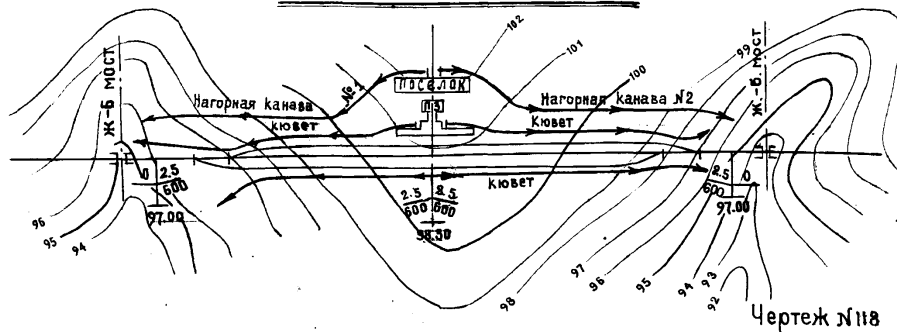 102
101
100
99
Ж-Б МОСТ
Ж.-Б. МОСТ
ПОСЕЛОК
№1
Нагорная канава
Нагорная канава №2
ПЗ
КЮВЕТ
КЮВЕТ
0 2.5
600
97.00
КЮВЕТ
2.5 2.5
600 600
98.50
2.5 0
600
97.00
96
95
94
98
97
96
95
94
93
92
Чертеж №118